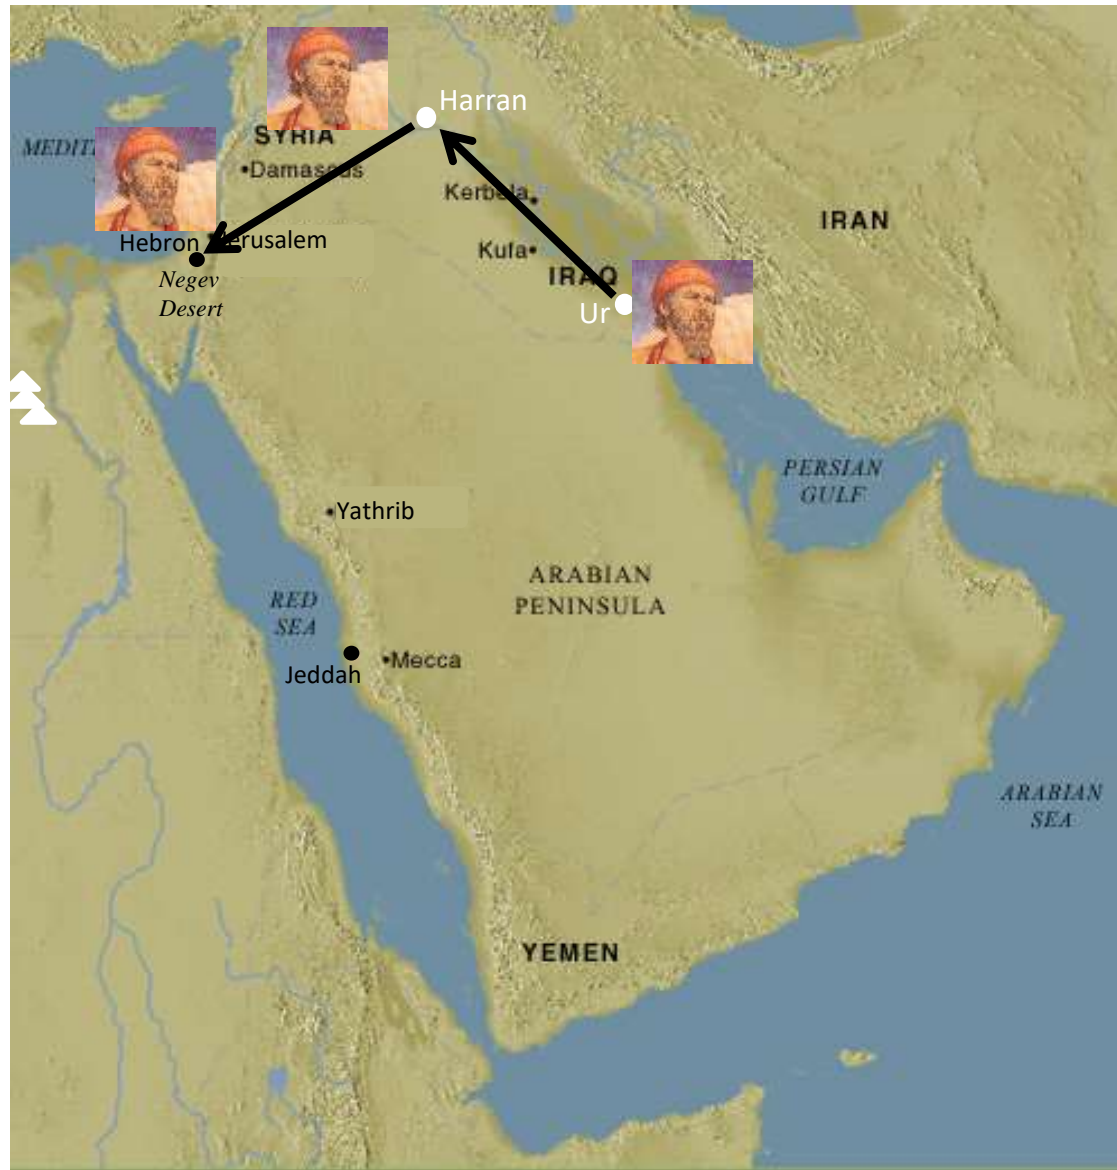 Harran
SYRIA
MEDIT
Damascus
Kerbela
IRAN
Hebron Jerusalem
Kufa
IRAQ
Negev
Desert
Ur
PERSIAN
GULF
Yathrib
ARABIAN
PENINSULA
RED
SEA
Mecca
Jeddah
ARABIAN
SEA
YEMEN